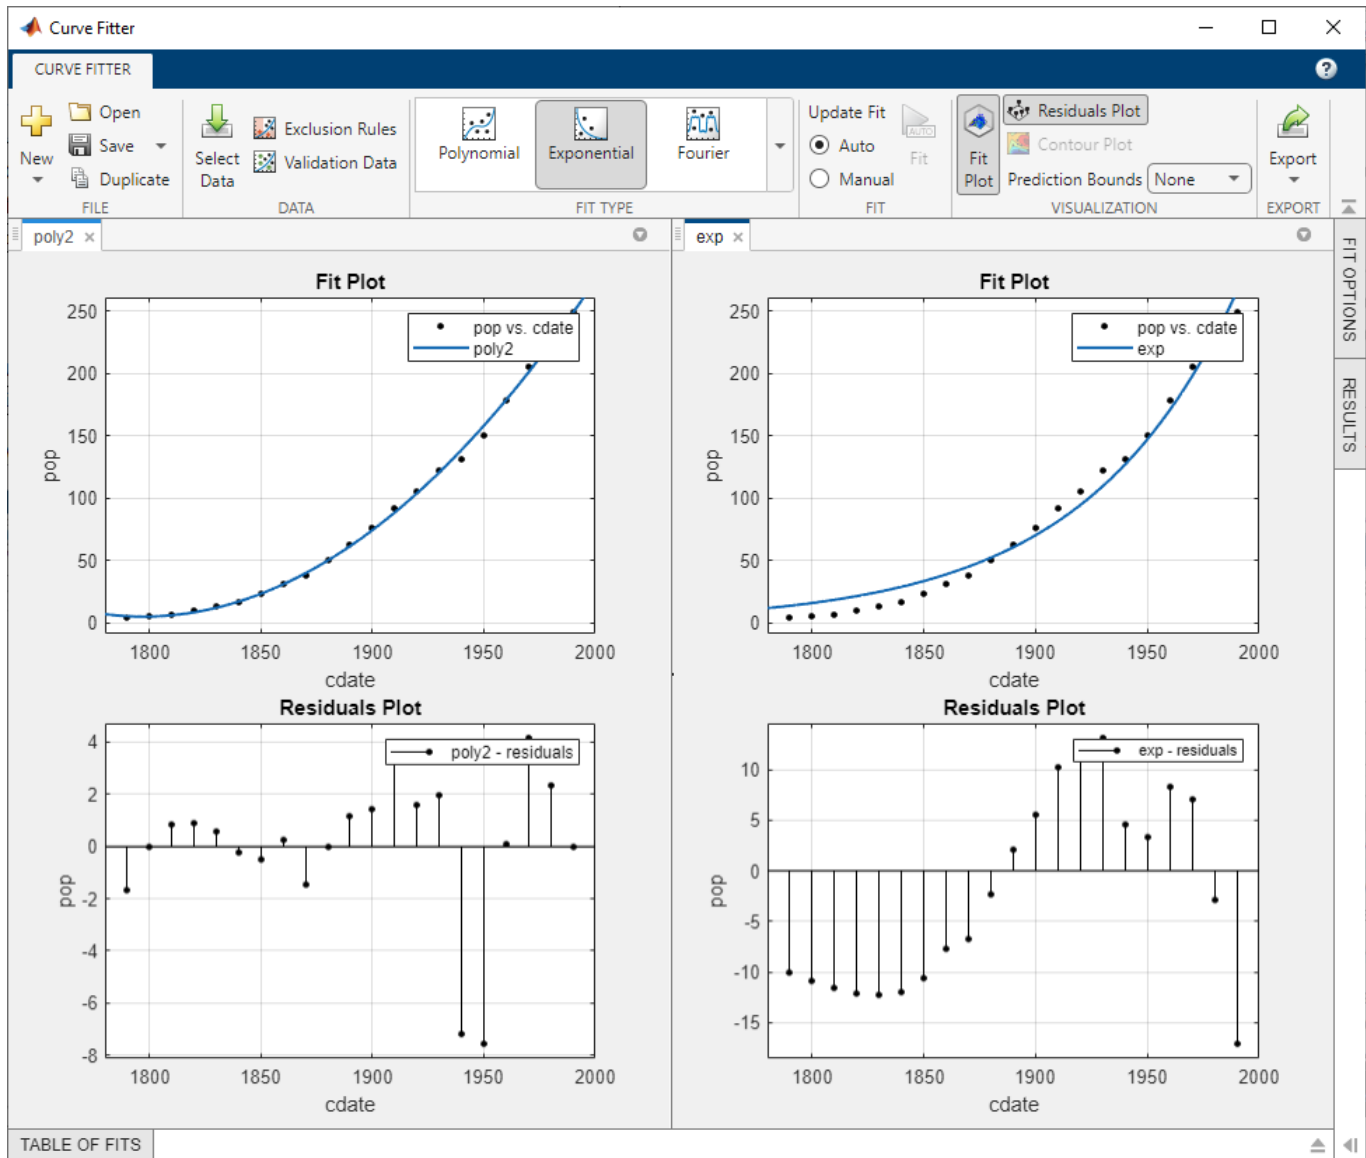 Curve Fitter
CURVE FITTER
?
New
Open
Save
Duplicate
FILE
Select
Data
Exclusion Rules
Validation Data
DATA
Polynomial
Exponential
Fourier
FIT TYPE
Update Fit
Auto
Manual
AUTO
Fit
FIT
Fit
Plot
Residuals Plot
Contour Plot
Prediction Bounds None
VISUALIZATION
Export
EXPORT
poly2
Fit Plot
pop vs. cdate
poly2
250
200
150
100
50
0
pop
1800 1850 1900 1950 2000
cdate
Residuals Plot
poly2 - residuals
4
2
0
-2
-4
-6
-8
pop
1800 1850 1900 1950 2000
cdate
exp
Fit Plot
pop vs. cdate
exp
250
200
150
100
50
0
pop
1800 1850 1900 1950 2000
cdate
Residuals Plot
exp - residuals
10
5
0
-5
-10
-15
pop
1800 1850 1900 1950 2000
cdate
FIT OPTIONS
RESULTS
TABLE OF FITS